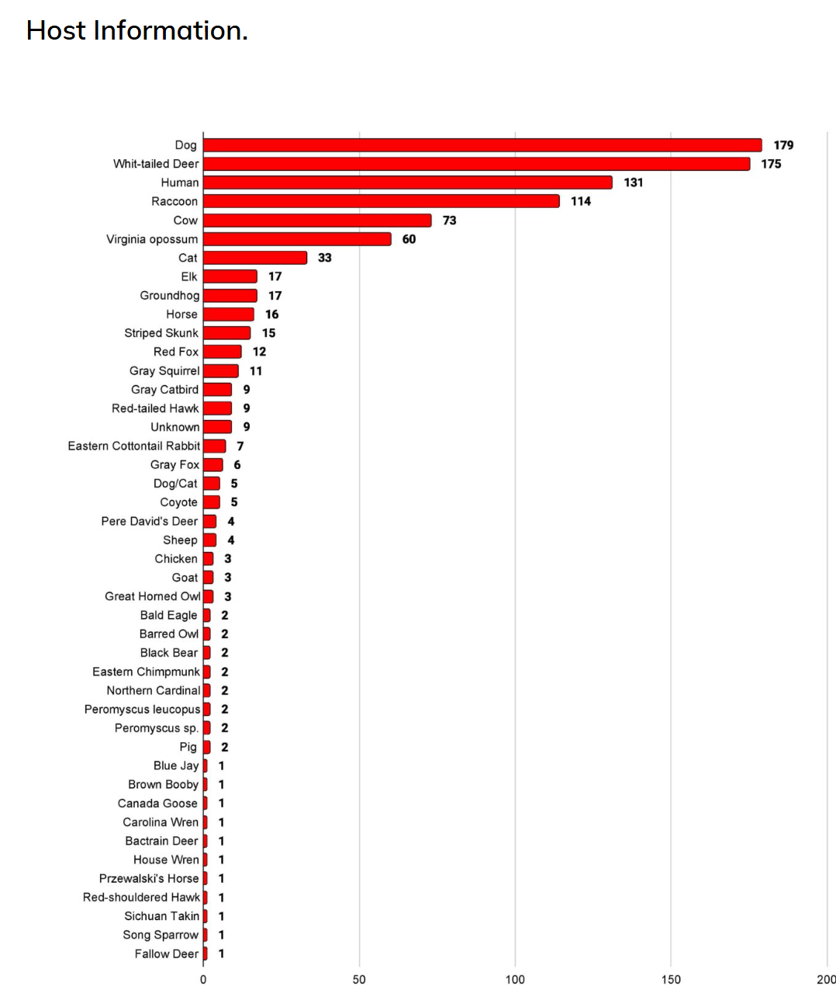 Host Information.
Dog 179
Whit-tailed Deer 175
Human 131
Raccoon 114
Cow 73
Virginia opossum 60
Cat 33
Elk 17
Groundhog 17
Horse 16
Striped Skunk 15
Red Fox 12
Gray Squirrel 11
Gray Catbird 9
Red-tailed Hawk 9
Unknown 9
Eastern Cottontail Rabbit 7
Gray Fox 6
Dog/Cat 5
Coyote 5
Pere David's Deer 4
Sheep 4
Chicken 3
Goat 3
Great Horned Owl 3
Bald Eagle 2
Barred Owl 2
Black Bear 2
Eastern Chimpmunk 2
Northern Cardinal 2
Peromyscus leucopus 2
Peromyscus sp. 2
Pig 2
Blue Jay 1
Brown Booby 1
Canada Goose 1
Carolina Wren 1
Bactrain Deer 1
House Wren 1
Przewalski's Horse 1
Red-shouldered Hawk 1
Sichuan Takin 1
Song Sparrow 1
Fallow Deer 1
0 50 100 150 200